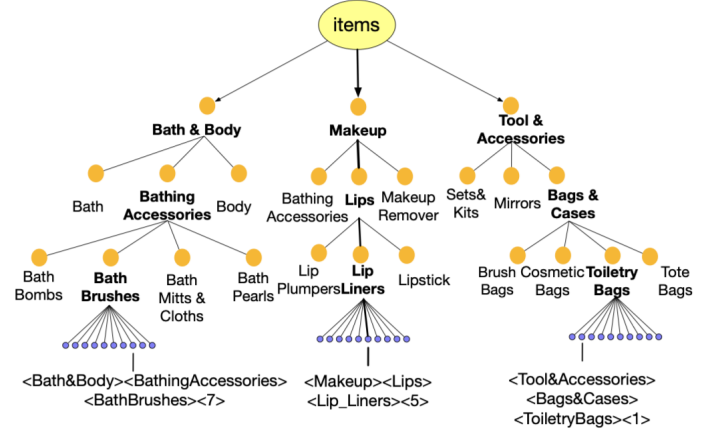 items
Bath & Body
Makeup
Tool &
Accessories
Bath
Bathing
Accessories
Body
Bathing
Accessories
Lips
Makeup
Remover
Sets&
Kits
Mirrors
Bags &
Cases
Bath
Bombs
Bath
Brushes
Bath
Mitts &
Cloths
Bath
Pearls
Lip
Plumpers
Lip
Liners
Lipstick
Brush
Bags
Cosmetic
Bags
Toiletry
Bags
Tote
Bags
<Bath&Body><BathingAccessories>
<BathBrushes><7>
<Makeup><Lips>
<Lip_Liners><5>
<Tool&Accessories>
<Bags&Cases>
<ToiletryBags><1>